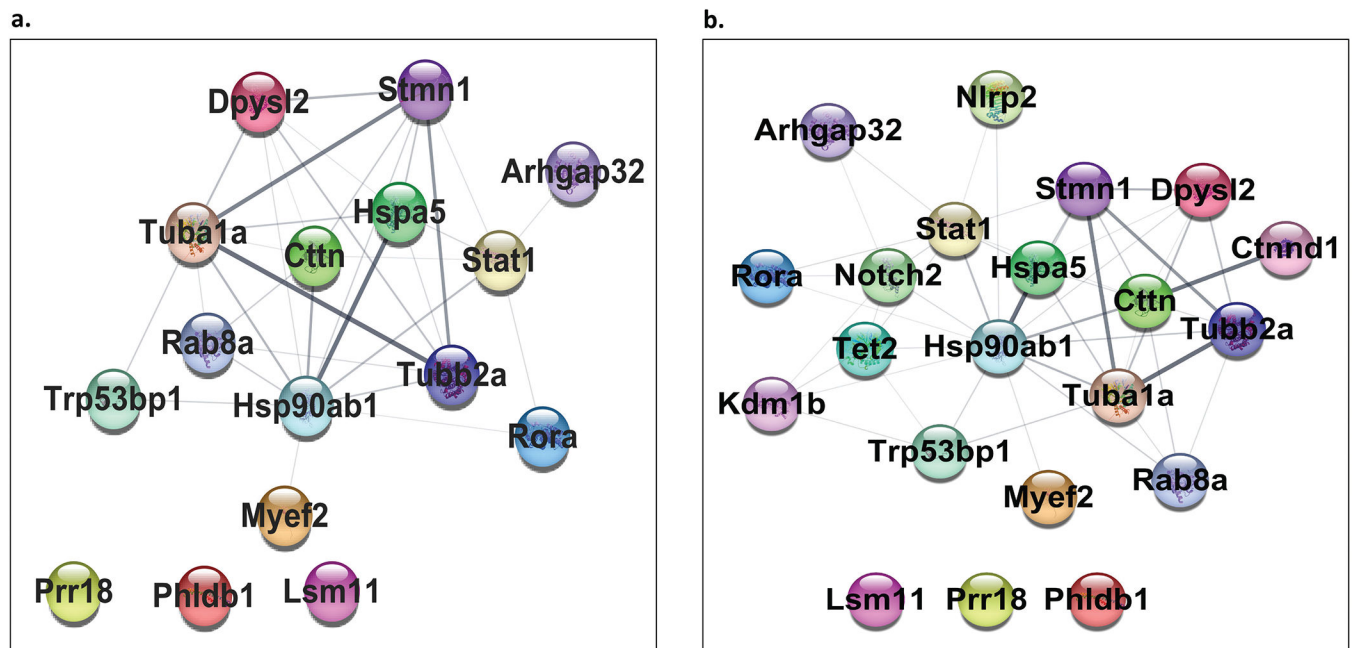 a.
Dpysl2
Stmn1
Arhgap32
Tuba1a
Hspa5
Cttn
Stat1
Rab8a
Trp53bp1
Hsp90ab1
Tubb2a
Rora
Myef2
Prr18
Phldb1
Lsm11
b.
Nlrp2
Arhgap32
Stmn1
Dpysl2
Stat1
Ctnnd1
Rora
Notch2
Hspa5
Cttn
Tubb2a
Tet2
Hsp90ab1
Kdm1b
Tuba1a
Trp53bp1
Myef2
Rab8a
Lsm11
Prr18
Phldb1